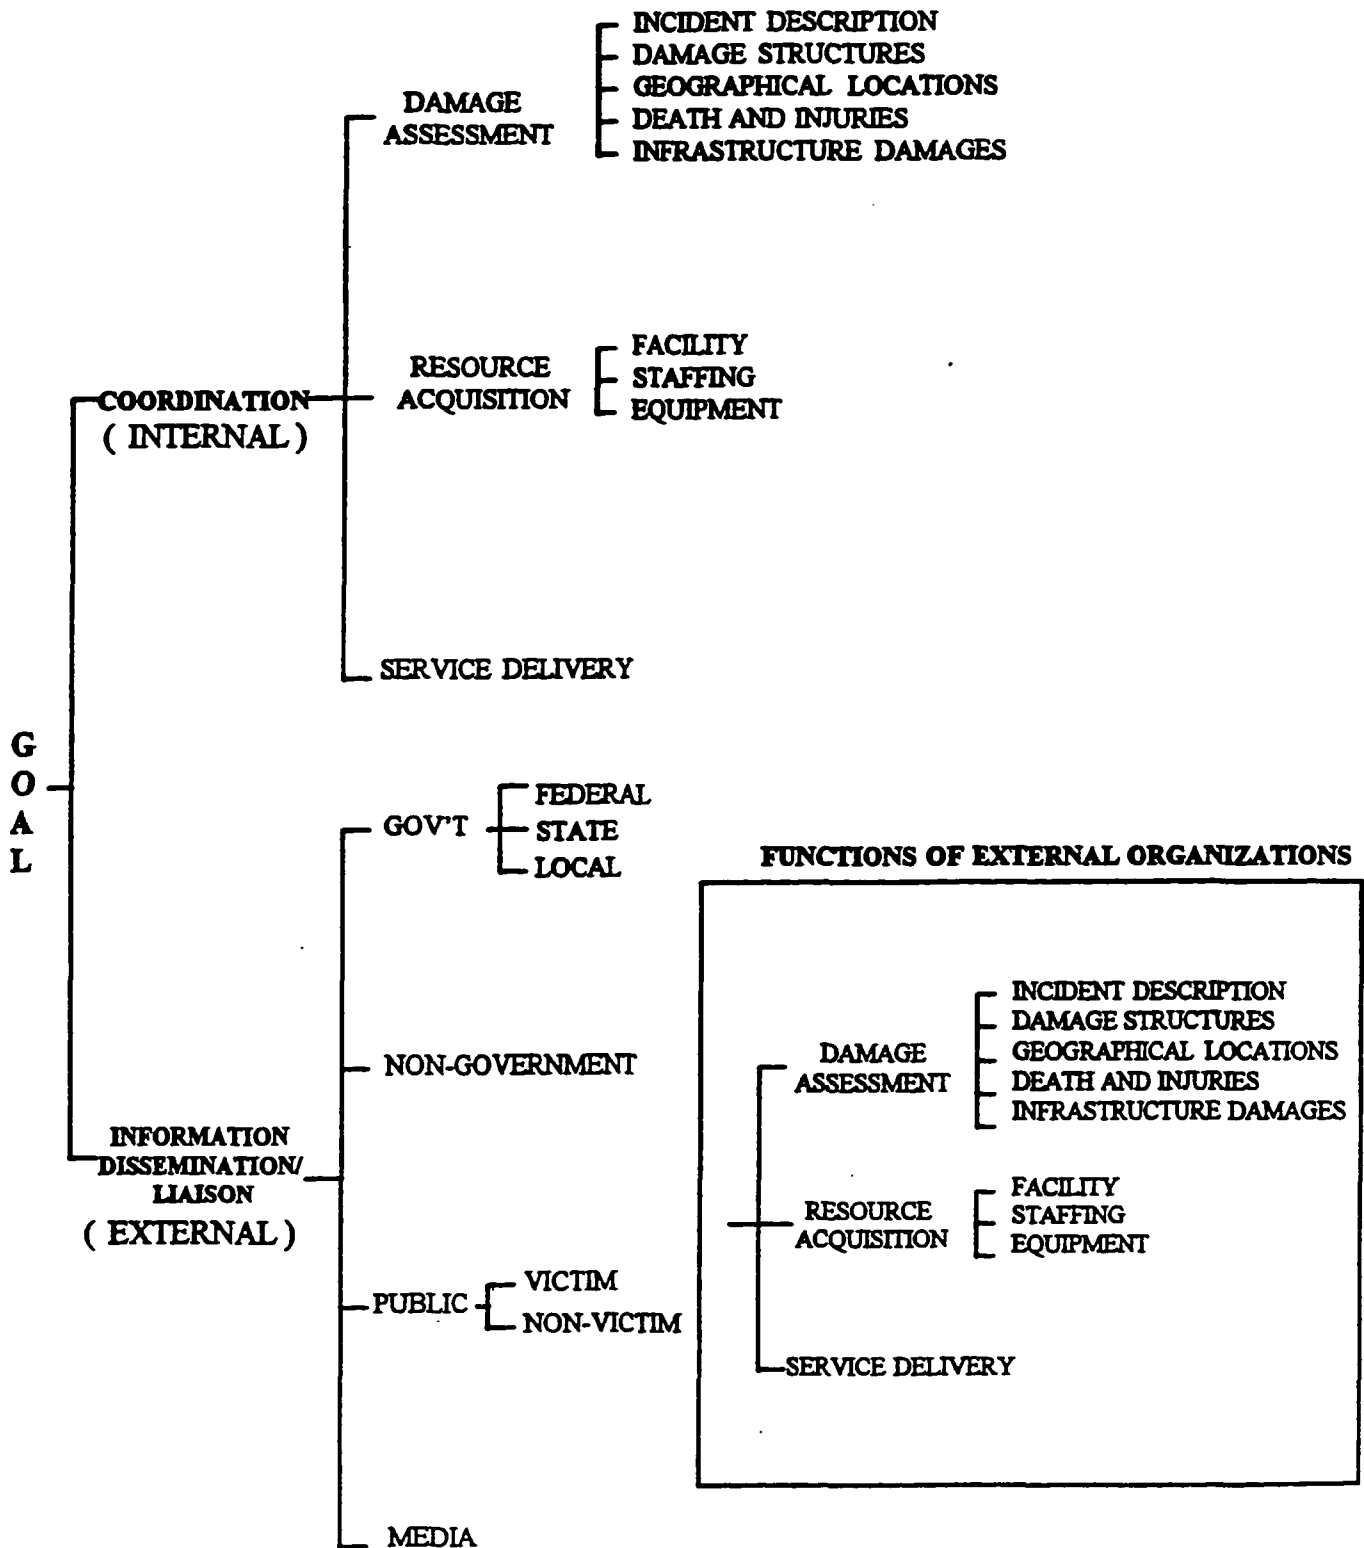 INCIDENT DESCRIPTION
DAMAGE STRUCTURES
GEOGRAPHICAL LOCATIONS
DEATH AND INJURIES
INFRASTRUCTURE DAMAGES
DAMAGE
ASSESSMENT
FACILITY
STAFFING
EQUIPMENT
RESOURCE
ACQUISITION
COORDINATION
( INTERNAL )
SERVICE DELIVERY
G
O
A
L
GOV'T
FEDERAL
STATE
LOCAL
NON-GOVERNMENT
INFORMATION
DISSEMINATION/
LIAISON
( EXTERNAL )
PUBLIC
VICTIM
NON-VICTIM
MEDIA
FUNCTIONS OF EXTERNAL ORGANIZATIONS
DAMAGE
ASSESSMENT
INCIDENT DESCRIPTION
DAMAGE STRUCTURES
GEOGRAPHICAL LOCATIONS
DEATH AND INJURIES
INFRASTRUCTURE DAMAGES
RESOURCE
ACQUISITION
FACILITY
STAFFING
EQUIPMENT
SERVICE DELIVERY